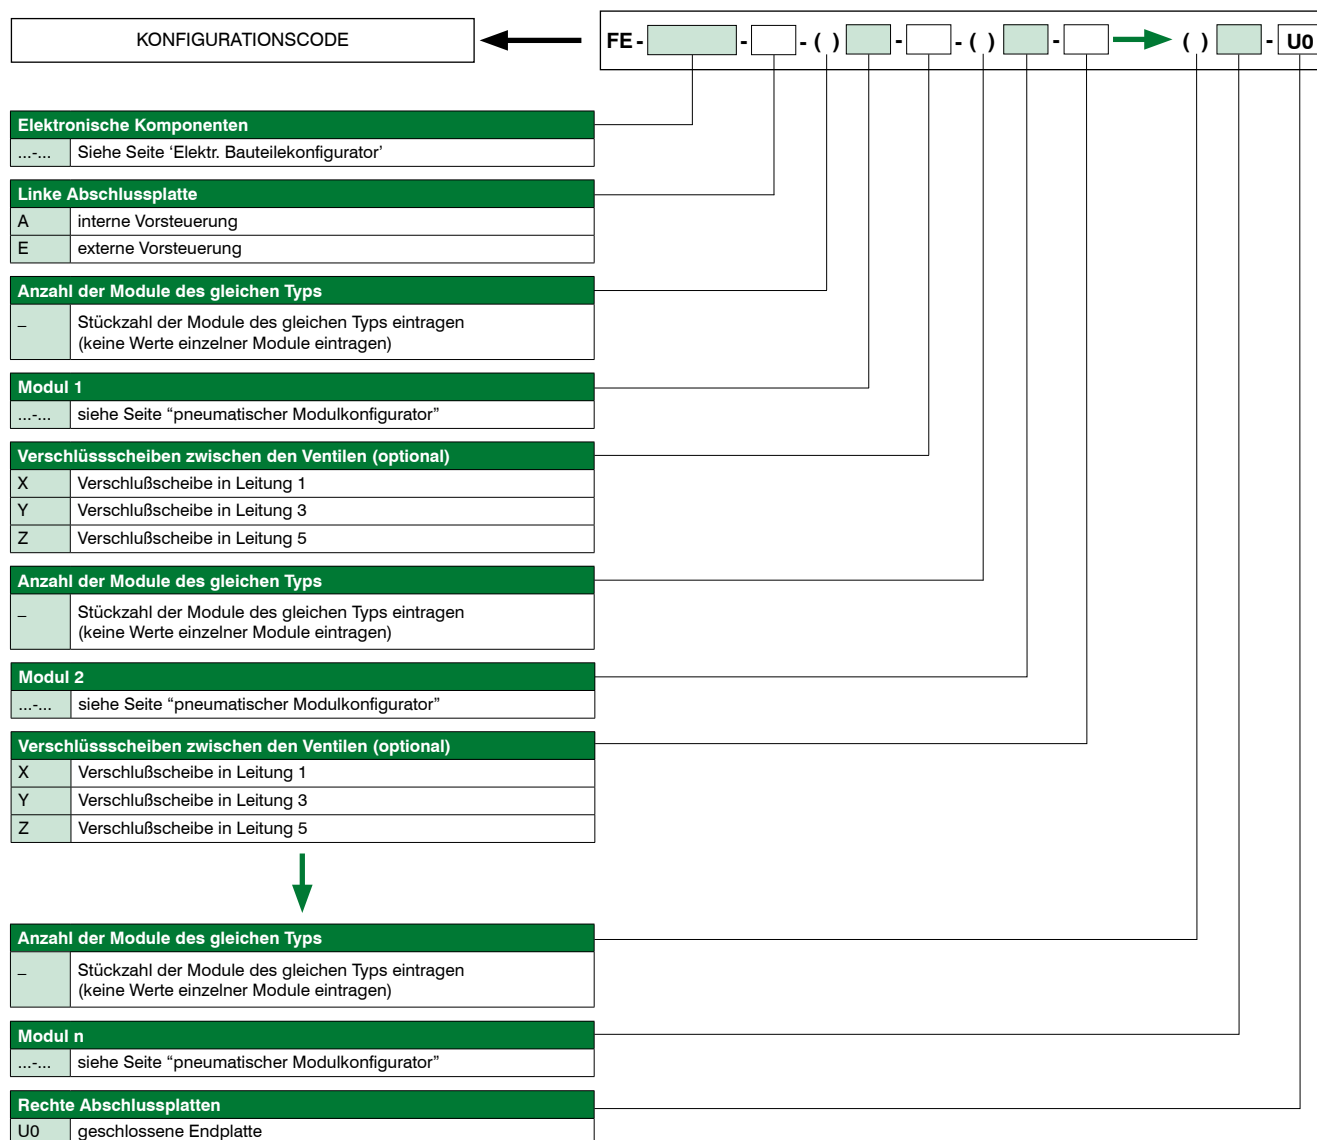 KONFIGURATIONSCODE
FE - - - ( ) - - ( ) - ( ) - U0
Elektronische Komponenten
...-... Siehe Seite ‘Elektr. Bauteilekonfigurator’
Linke Abschlussplatte
A interne Vorsteuerung
E externe Vorsteuerung
Anzahl der Module des gleichen Typs
– Stückzahl der Module des gleichen Typs eintragen
(keine Werte einzelner Module eintragen)
Modul 1
...-... siehe Seite “pneumatischer Modulkonfigurator”
Verschlüssscheiben zwischen den Ventilen (optional)
X Verschlußscheibe in Leitung 1
Y Verschlußscheibe in Leitung 3
Z Verschlußscheibe in Leitung 5
Anzahl der Module des gleichen Typs
– Stückzahl der Module des gleichen Typs eintragen
(keine Werte einzelner Module eintragen)
Modul 2
...-... siehe Seite “pneumatischer Modulkonfigurator”
Verschlüssscheiben zwischen den Ventilen (optional)
X Verschlußscheibe in Leitung 1
Y Verschlußscheibe in Leitung 3
Z Verschlußscheibe in Leitung 5
Anzahl der Module des gleichen Typs
– Stückzahl der Module des gleichen Typs eintragen
(keine Werte einzelner Module eintragen)
Modul n
...-... siehe Seite “pneumatischer Modulkonfigurator”
Rechte Abschlussplatten
U0 geschlossene Endplatte